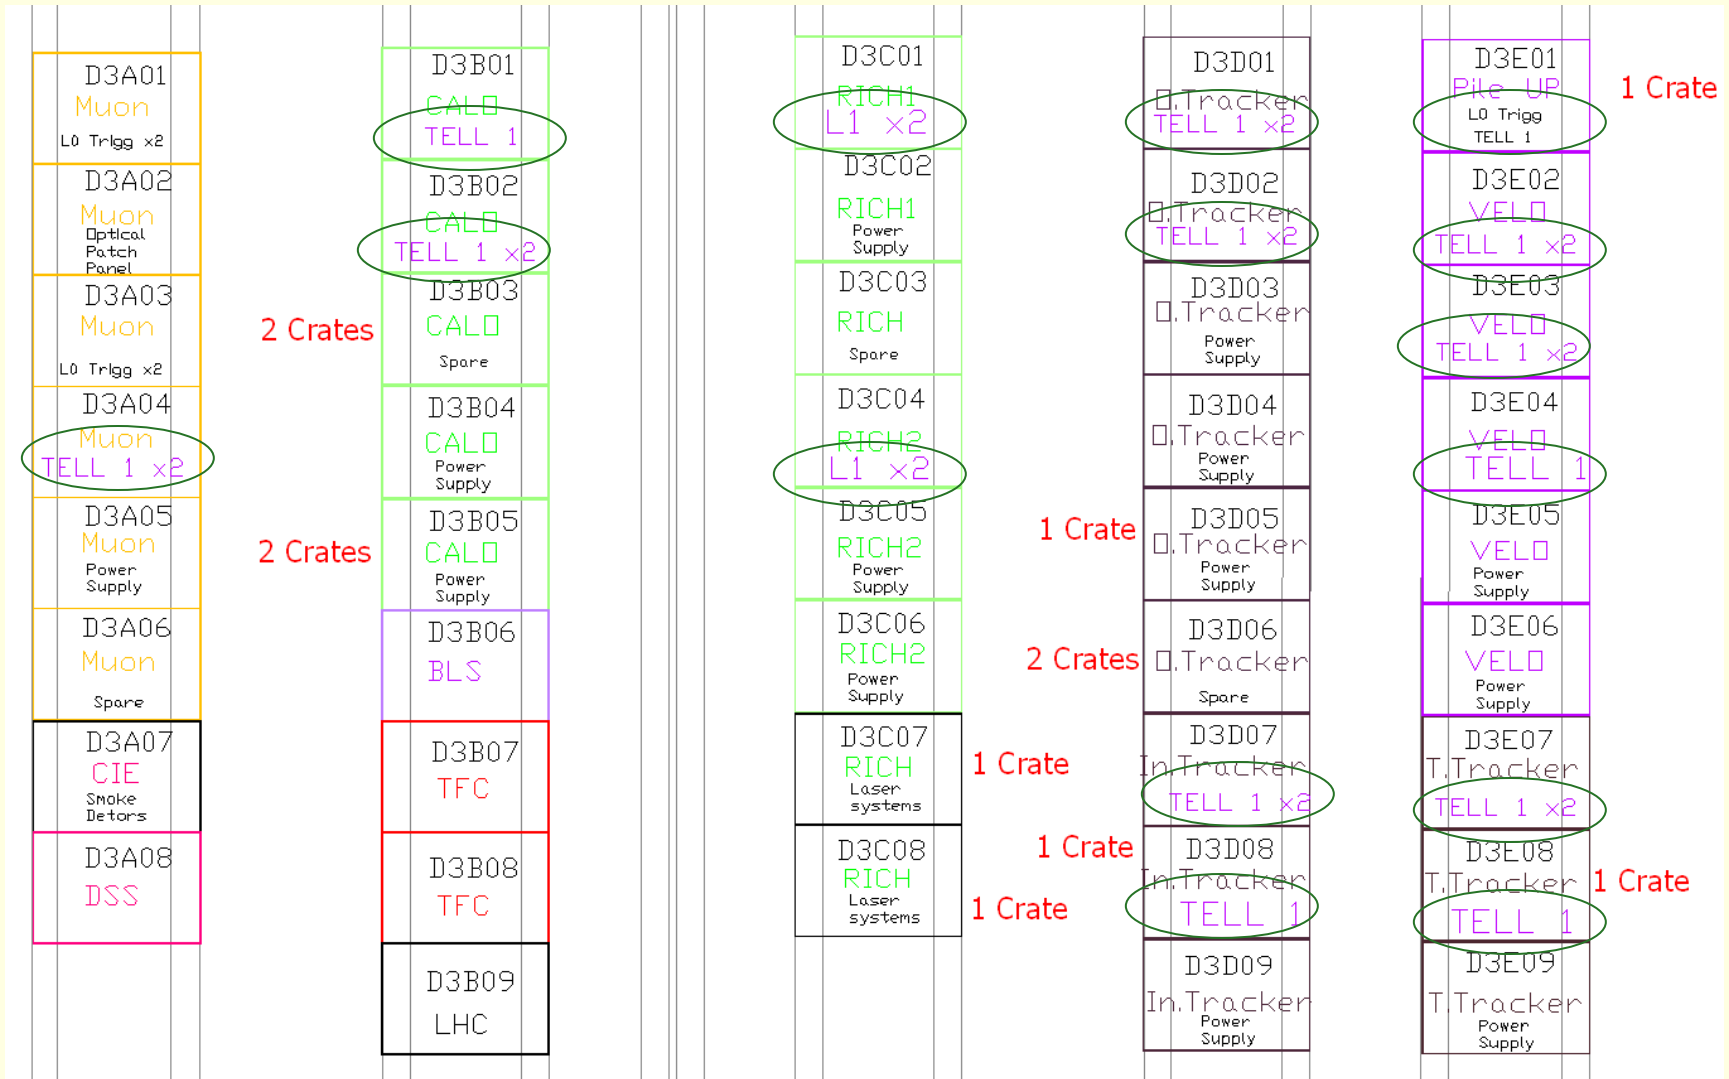 D3A01
Muon
L0 Trigg x2
D3A02
Muon
Optical
Patch
Panel
D3A03
Muon
L0 Trigg x2
D3A04
Muon
TELL 1 x2
D3A05
Muon
Power
Supply
D3A06
Muon
Spare
D3A07
CIE
Smoke
Detors
D3A08
DSS
D3B01
CALO
TELL 1
D3B02
CALO
TELL 1 x2
2 Crates
D3B03
CALO
Spare
D3B04
CALO
Power
Supply
2 Crates
D3B05
CALO
Power
Supply
D3B06
BLS
D3B07
TFC
D3B08
TFC
D3B09
LHC
D3C01
RICH1
L1 x2
D3C02
RICH1
Power
Supply
D3C03
RICH
Spare
D3C04
RICH2
L1 x2
D3C05
RICH2
Power
Supply
D3C06
RICH2
Power
Supply
D3C07
RICH
Laser
systems
1 Crate
D3C08
RICH
Laser
systems
1 Crate
D3D01
O.Tracker
TELL 1 x2
D3D02
O.Tracker
TELL 1 x2
D3D03
O.Tracker
Power
Supply
D3D04
O.Tracker
Power
Supply
1 Crate
D3D05
O.Tracker
Power
Supply
2 Crates
D3D06
O.Tracker
Spare
D3D07
In.Tracker
TELL 1 x2
1 Crate
D3D08
In.Tracker
TELL 1
D3D09
In.Tracker
Power
Supply
D3E01
Pile UP
L0 Trigg
TELL 1
1 Crate
D3E02
VELO
TELL 1 x2
D3E03
VELO
TELL 1 x2
D3E04
VELO
TELL 1
D3E05
VELO
Power
Supply
D3E06
VELO
Power
Supply
D3E07
T.Tracker
TELL 1 x2
D3E08
T.Tracker
TELL 1
1 Crate
D3E09
T.Tracker
Power
Supply